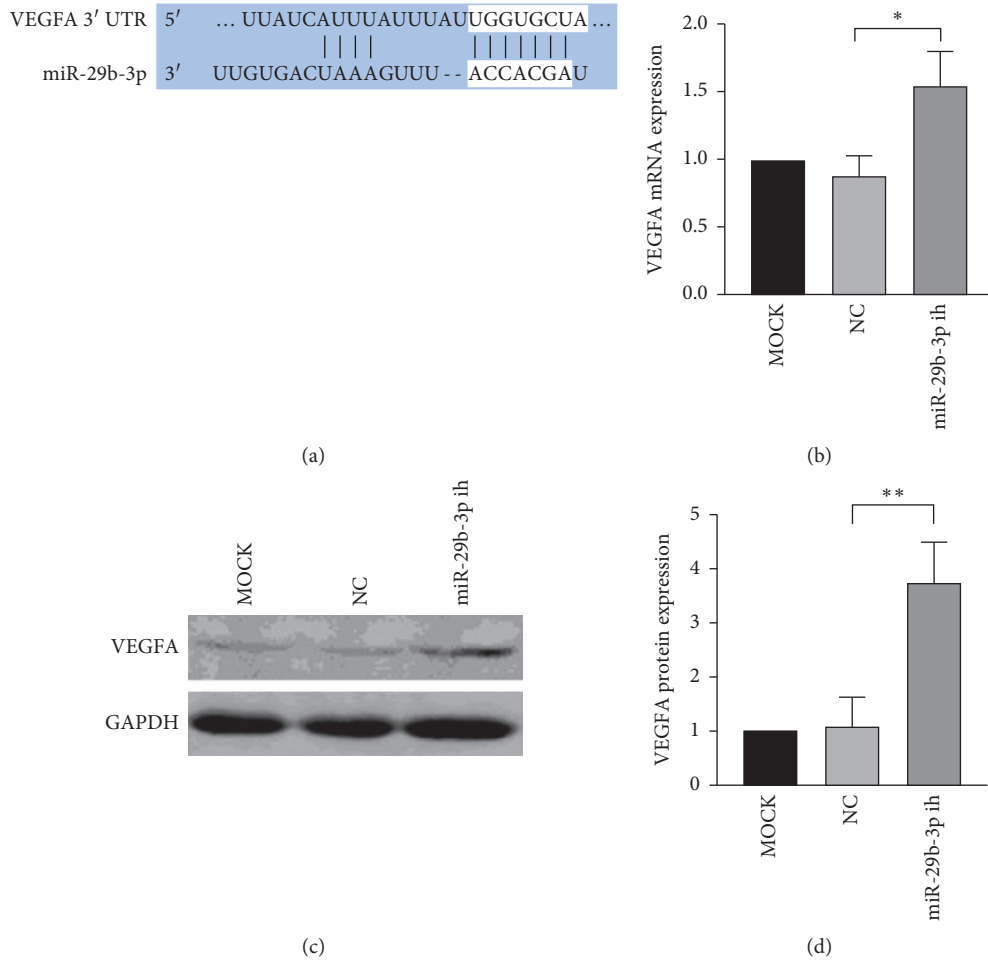 VEGFA 3′ UTR 5′ … UUAUCAUUUAUUUAUUGGUGCUA …
miR-29b-3p 3′ UUGUGACUAAAGUUU -- ACCACGAU
(a)
*
VEGFA mRNA expression
2.0
1.5
1.0
0.5
0.0
MOCK
NC
miR-29b-3p ih
(b)
MOCK
NC
miR-29b-3p ih
VEGFA
GAPDH
(c)
**
VEGFA protein expression
5
4
3
2
1
0
MOCK
NC
miR-29b-3p ih
(d)